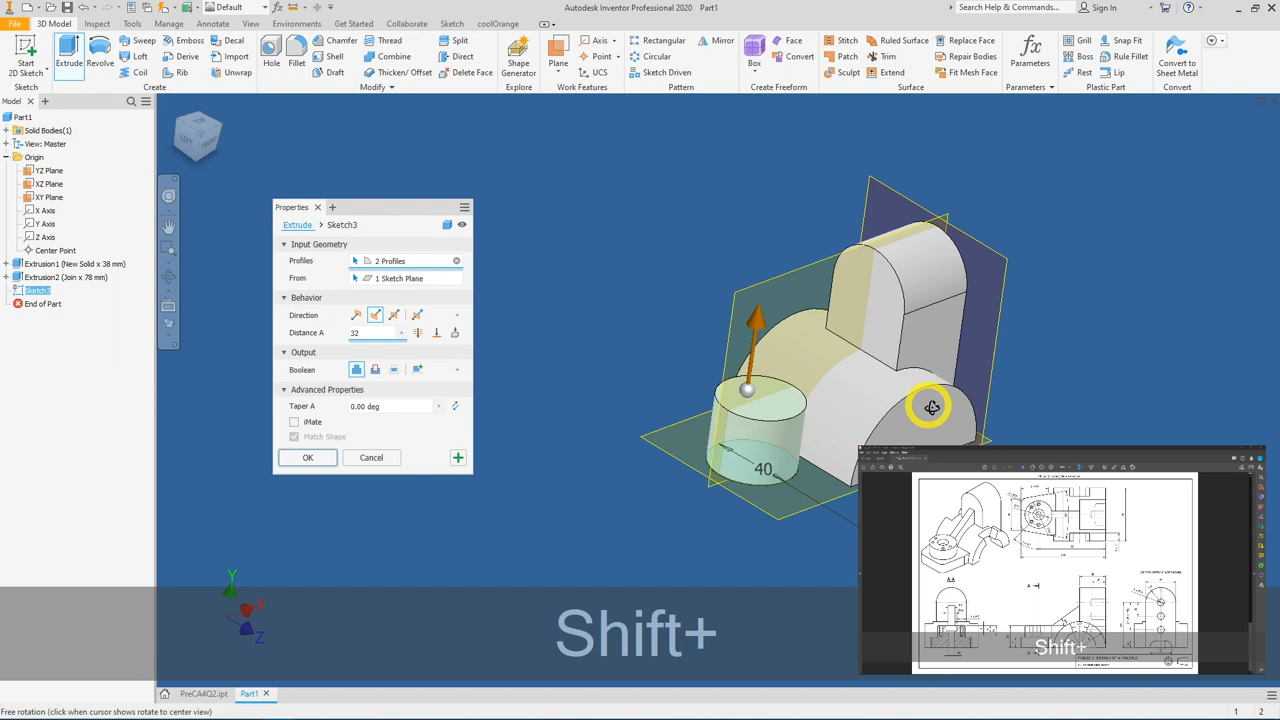 Default
Autodesk Inventor Professional 2020 Part1
Search Help & Commands...
Sign In
File 3D Model Sketch Inspect Tools Manage Annotate View Environments Get Started Collaborate Sketch coolOrange
Start
2D Sketch
Sketch
Extrude
Revolve
Sweep
Loft
Coil
Emboss
Derive
Rib
Decal
Import
Unwrap
Create
Hole
Fillet
Chamfer
Shell
Draft
Thread
Combine
Thicken/ Offset
Split
Direct
Delete Face
Modify
Shape
Generator
Explore
Plane
Axis
Point
UCS
Work Features
Rectangular
Circular
Sketch Driven
Mirror
Pattern
Box
Face
Convert
Create Freeform
Stitch
Patch
Sculpt
Ruled Surface
Trim
Extend
Replace Face
Repair Bodies
Fit Mesh Face
Surface
fx
Parameters
Parameters
Grill
Boss
Rest
Snap Fit
Rule Fillet
Lip
Plastic Part
Convert to
Sheet Metal
Convert
Model
Part1
Solid Bodies(1)
View: Master
Origin
YZ Plane
XZ Plane
XY Plane
X Axis
Y Axis
Z Axis
Center Point
Extrusion1 (New Solid x 38 mm)
Extrusion2 (Join x 78 mm)
Sketch3
End of Part
LEFT
FRONT
Properties
Extrude > Sketch3
Input Geometry
Profiles 2 Profiles
From 1 Sketch Plane
Behavior
Direction
Distance A 32
Output
Boolean
Advanced Properties
Taper A 0.00 deg
iMate
Match Shape
OK Cancel
40
Y
X
Z
Shift+
Shift+
A-A
PreCA4Q2.ipt Part1
Free rotation (click when cursor shows rotate to center view)
1 2